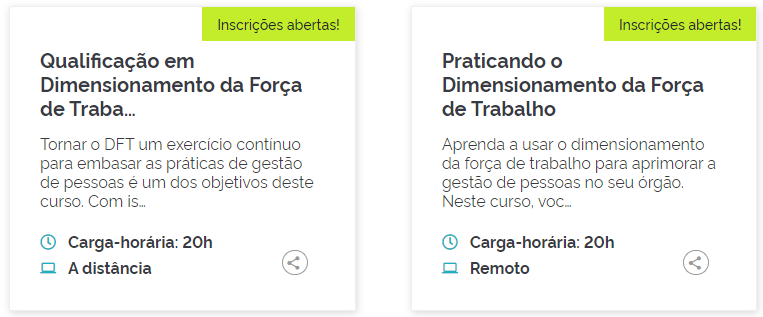 Inscrições abertas!
Qualificação em
Dimensionamento da Força
de Traba...
Tornar o DFT um exercício contínuo
para embasar as práticas de gestão
de pessoas é um dos objetivos deste
curso. Com is...
Carga-horária: 20h
A distância
Inscrições abertas!
Praticando o
Dimensionamento da Força
de Trabalho
Aprenda a usar o dimensionamento
da força de trabalho para aprimorar a
gestão de pessoas no seu órgão.
Neste curso, voc...
Carga-horária: 20h
Remoto